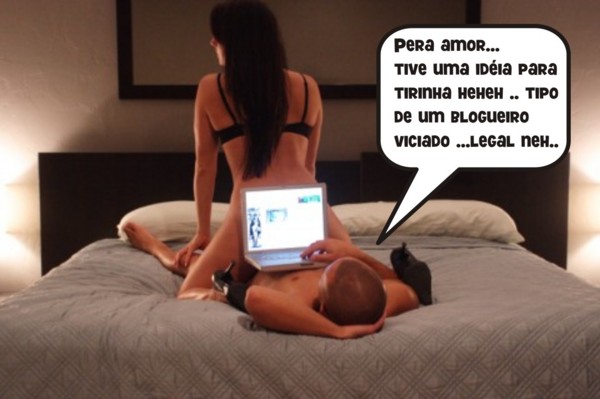 Pera amor...
tive uma idéia para
tirinha heheh .. tipo
de um blogueiro
viciado ...legal neh..